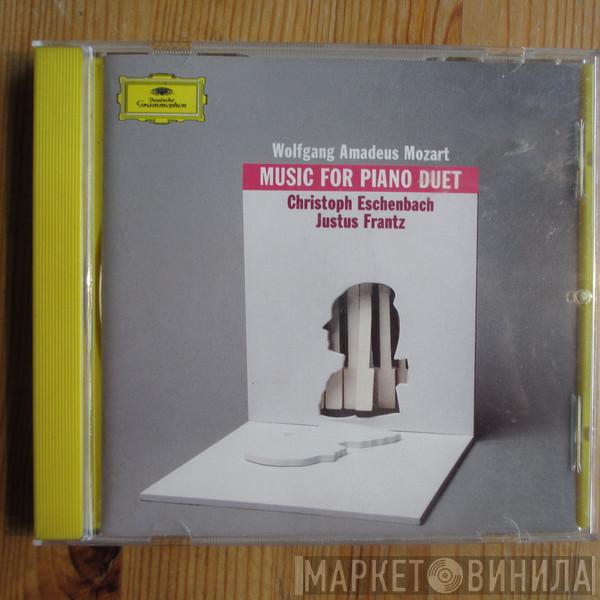 Deutsche
Grammophon
Wolfgang Amadeus Mozart
MUSIC FOR PIANO DUET
Christoph Eschenbach
Justus Frantz
МАРКЕТ ВИНИЛА